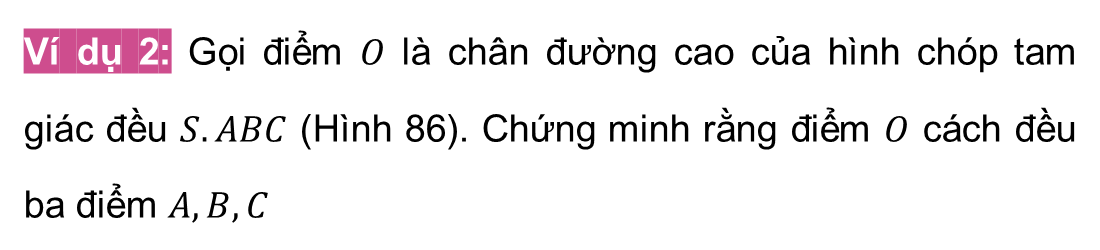 Ví dụ 2: Gọi điểm O là chân đường cao của hình chóp tam
giác đều S. ABC (Hình 86). Chứng minh rằng điểm O cách đều
ba điểm A, B, C